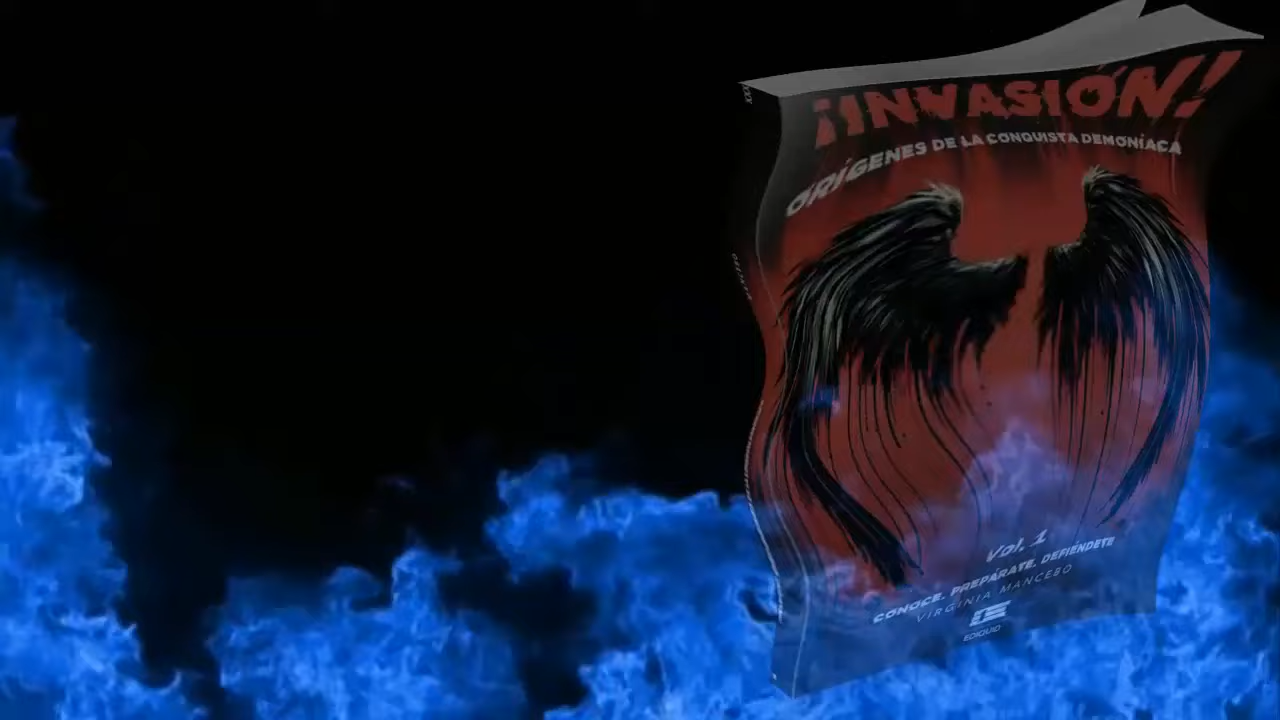 ¡INVASIÓN!
ORÍGENES DE LA CONQUISTA DEMONÍACA
Vol. 1
CONOCE. PREPÁRATE. DEFIÉNDETE
VIRGINIA MANCEBO
EDIQUID